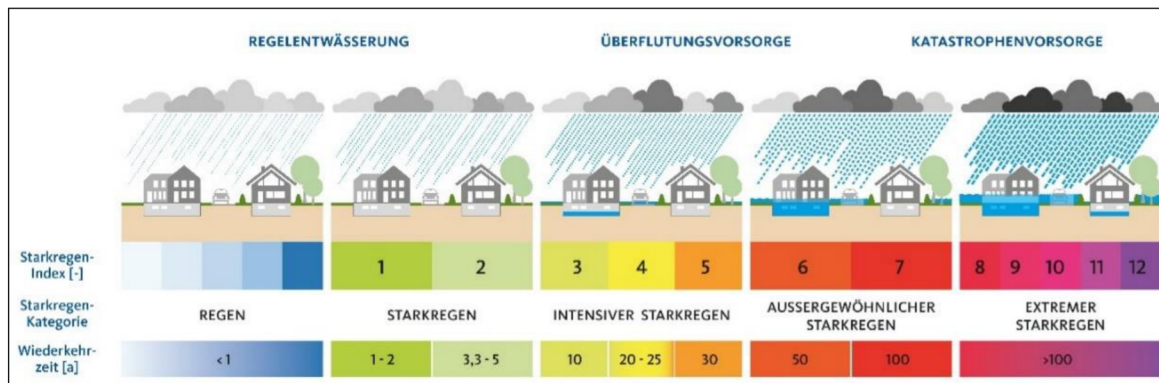 REGELENTWÄSSERUNG ÜBERFLUTUNGSVORSORGE KATASTROPHENVORSORGE
Starkregen-
Index [-]
1 2 3 4 5 6 7 8 9 10 11 12
Starkregen-
Kategorie
REGEN STARKREGEN INTENSIVER STARKREGEN AUSSERGEWÖHNLICHER
STARKREGEN
EXTREMER
STARKREGEN
Wiederkehr-
zeit [a]
< 1 1 - 2 3,3 - 5 10 20 - 25 30 50 100 >100